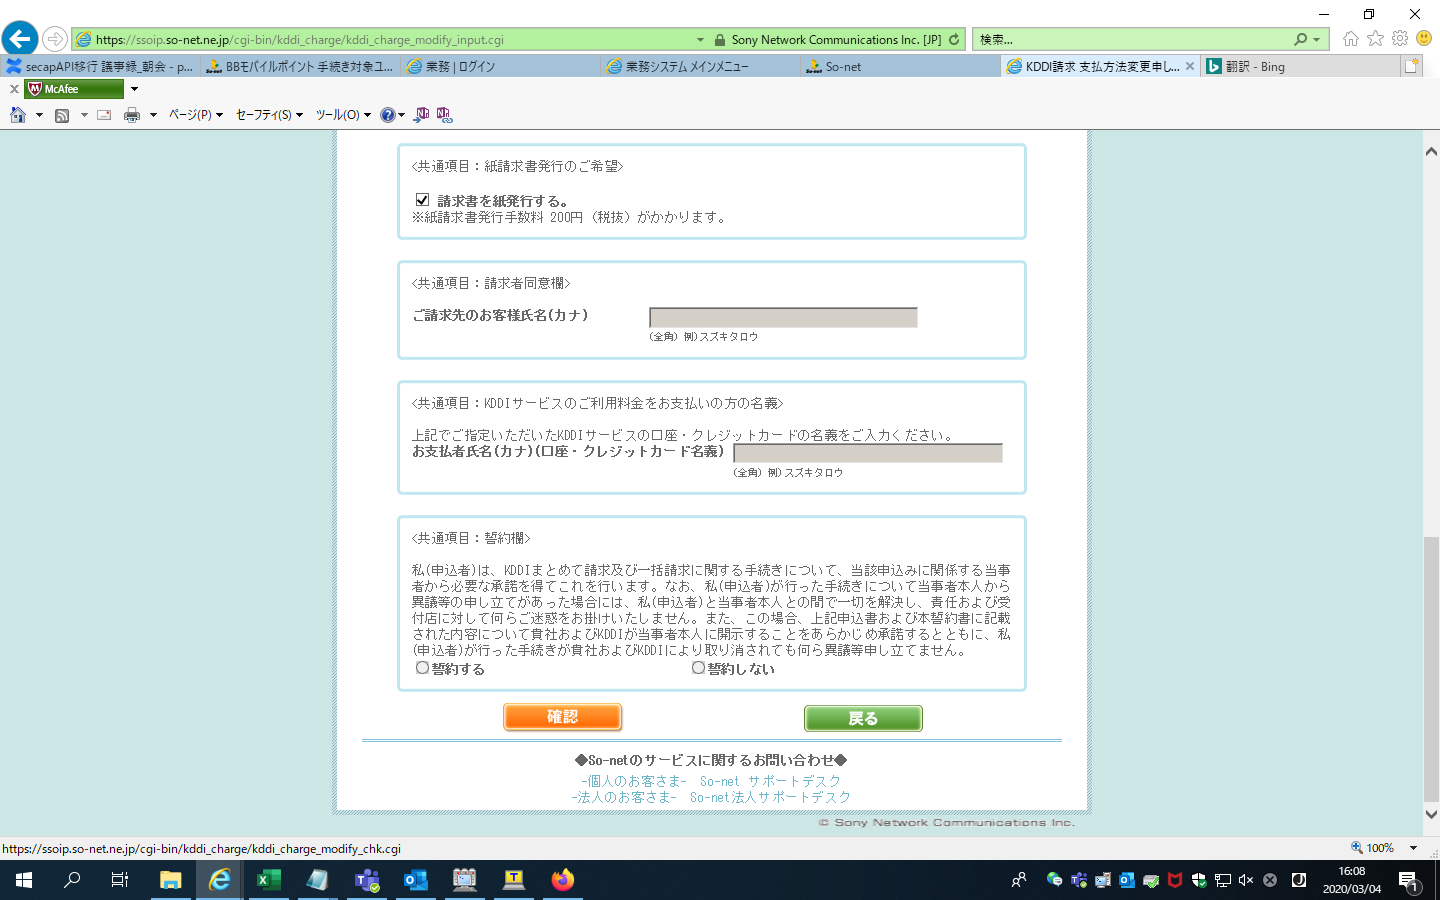 https://ssoip.so-net.ne.jp/cgi-bin/kddi_charge/kddi_charge_modify_input.cgi
Sony Network Communications Inc. [JP]
検索...
secapAPI移行 議事録_朝会 - p...
BBモバイルポイント 手続き対象ユ...
業務 | ログイン
業務システム メインメニュー
So-net
KDDI請求 支払方法変更申し...
翻訳 - Bing
McAfee
ページ(P)
セーフティ(S)
ツール(O)
<共通項目：紙請求書発行のご希望>
請求書を紙発行する。
※紙請求書発行手数料 200円（税抜）がかかります。
<共通項目：請求者同意欄>
ご請求先のお客様氏名(カナ)
(全角) 例)スズキタロウ
<共通項目：KDDIサービスのご利用料金をお支払いの方の名義>
上記でご指定いただいたKDDIサービスの口座・クレジットカードの名義をご入力ください。
お支払者氏名(カナ)(口座・クレジットカード名義)
(全角) 例)スズキタロウ
<共通項目：誓約欄>
私(申込者)は、KDDIまとめて請求及び一括請求に関する手続きについて、当該申込みに関係する当事
者から必要な承諾を得てこれを行います。なお、私(申込者)が行った手続きについて当事者本人から
異議等の申し立てがあった場合には、私(申込者)と当事者本人との間で一切を解決し、責任および受
付店に対して何らご迷惑をお掛けいたしません。また、この場合、上記申込書および本誓約書に記載
された内容について貴社およびKDDIが当事者本人に開示することをあらかじめ承諾するとともに、私
(申込者)が行った手続きが貴社およびKDDIにより取り消されても何ら異議等申し立てません。
誓約する
誓約しない
確認
戻る
◆So-netのサービスに関するお問い合わせ◆
-個人のお客さま- So-net サポートデスク
-法人のお客さま- So-net法人サポートデスク
© Sony Network Communications Inc.
https://ssoip.so-net.ne.jp/cgi-bin/kddi_charge/kddi_charge_modify_chk.cgi
100%
16:08
2020/03/04
1